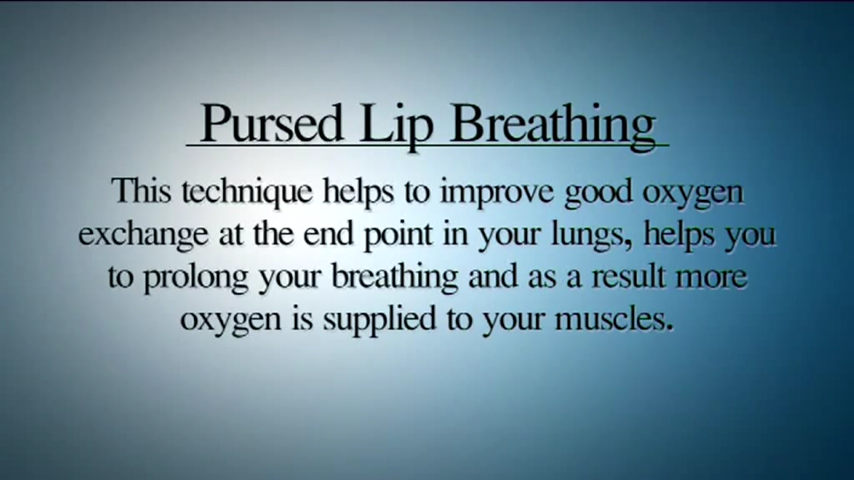 Pursed Lip Breathing
This technique helps to improve good oxygen
exchange at the end point in your lungs, helps you
to prolong your breathing and as a result more
oxygen is supplied to your muscles.